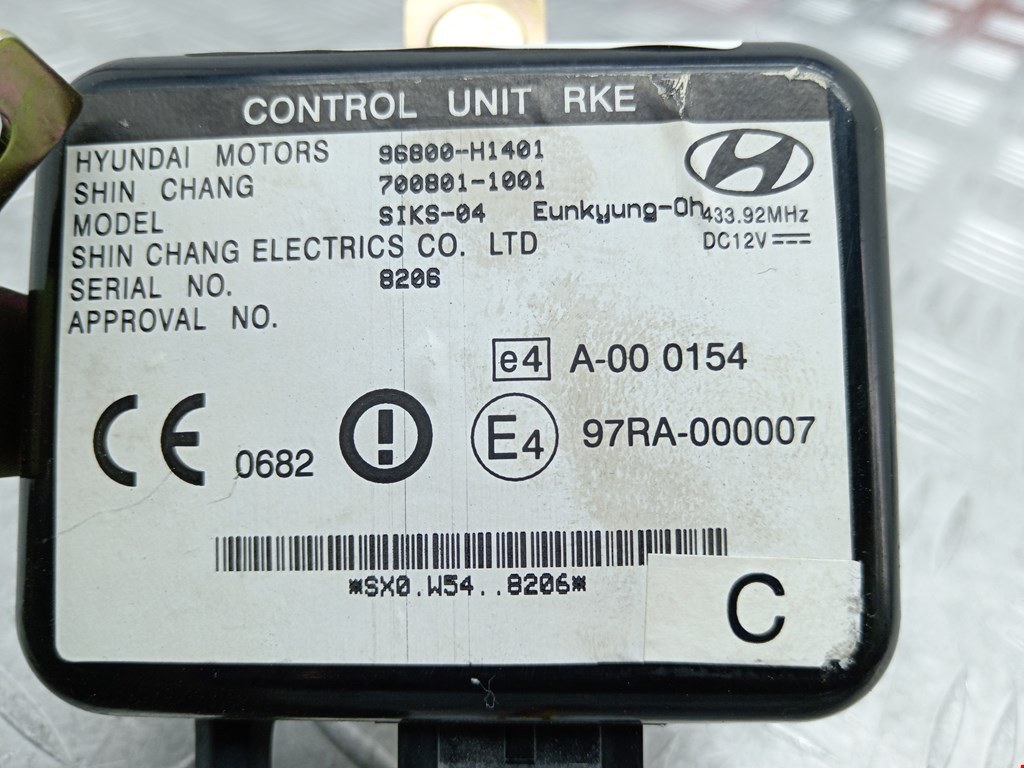 CONTROL UNIT RKE
HYUNDAI MOTORS 96800-H1401
SHIN CHANG 700801-1001
MODEL SIKS-04 Eunkyung-Oh 433.92MHz
DC12V
SHIN CHANG ELECTRICS CO. LTD
SERIAL NO. 8206
APPROVAL NO.
e4 A-00 0154
CE 0682 E4 97RA-000007
*SX0.W54..8206*
C